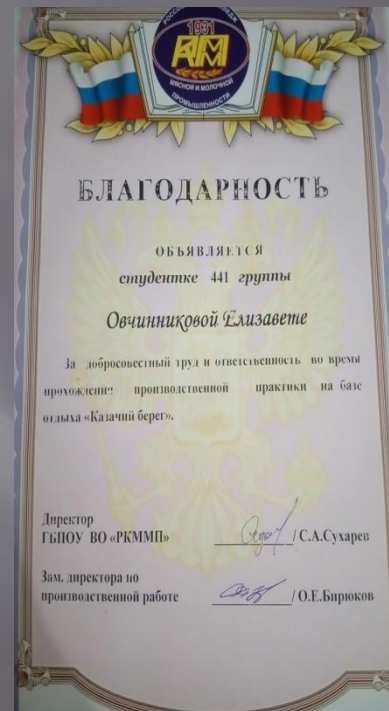 1931
МЯСНОЙ И МОЛОЧНОЙ
ПРОМЫШЛЕННОСТИ
БЛАГОДАРНОСТЬ
ОБЪЯВЛЯЕТСЯ
студентке 441 группы
Овчинниковой Елизавете
За добросовестный труд и ответственность во время
прохождения производственной практики на базе
отдыха «Казачий берег».
Директор
ГБПОУ ВО «РКММП» / С.А.Сухарев
Зам. директора по
производственной работе / О.Е.Бирюков